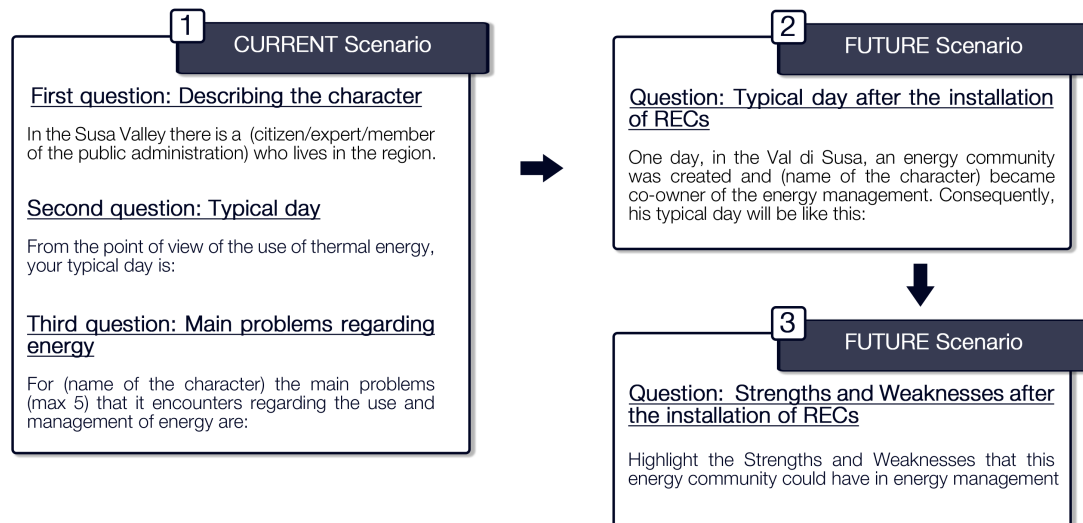 1
CURRENT Scenario
First question: Describing the character
In the Susa Valley there is a (citizen/expert/member
of the public administration) who lives in the region.
Second question: Typical day
From the point of view of the use of thermal energy,
your typical day is:
Third question: Main problems regarding
energy
For (name of the character) the main problems
(max 5) that it encounters regarding the use and
management of energy are:
2
FUTURE Scenario
Question: Typical day after the installation
of RECs
One day, in the Val di Susa, an energy community
was created and (name of the character) became
co-owner of the energy management. Consequently,
his typical day will be like this:
3
FUTURE Scenario
Question: Strengths and Weaknesses after
the installation of RECs
Highlight the Strengths and Weaknesses that this
energy community could have in energy management